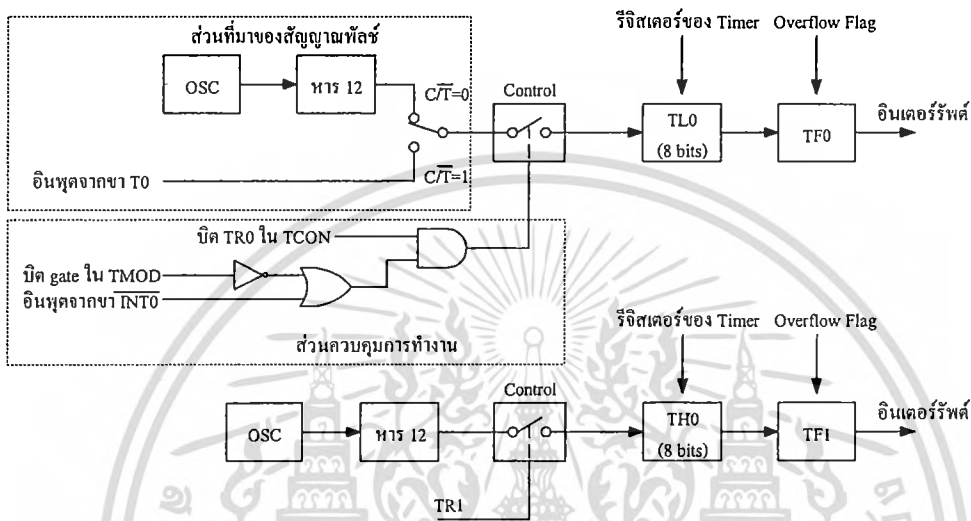 รีจิสเตอร์ของ Timer Overflow Flag
ส่วนที่มาของสัญญาณพัลซ์
OSC
หาร 12
C/T̅=0
Control
TL0
(8 bits)
TF0
อินเตอร์รัพต์
อินพุตจากขา T0
C/T̅=1
บิต TR0 ใน TCON
บิต gate ใน TMOD
อินพุตจากขา I̅N̅T̅0̅
ส่วนควบคุมการทำงาน
รีจิสเตอร์ของ Timer Overflow Flag
OSC
หาร 12
Control
TH0
(8 bits)
TF1
อินเตอร์รัพต์
TR1